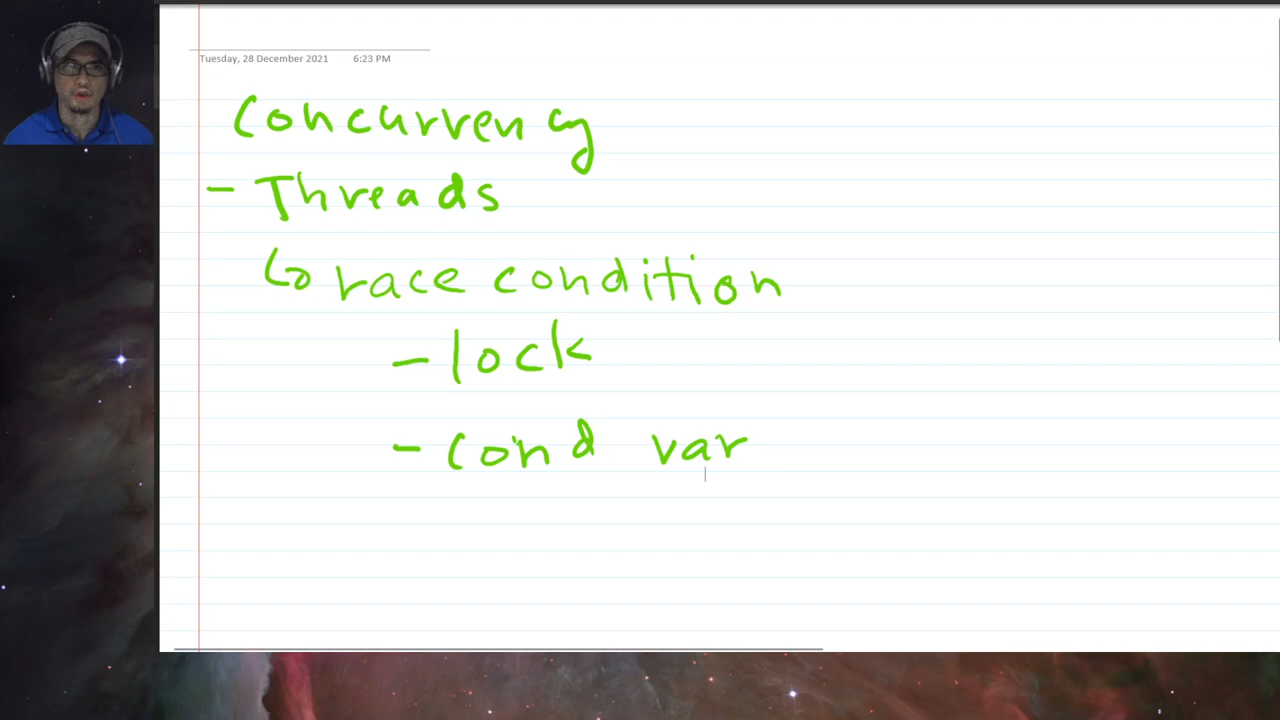 Tuesday, 28 December 2021 6:23 PM
Concurrency
- Threads
↳ race condition
- lock
- cond var